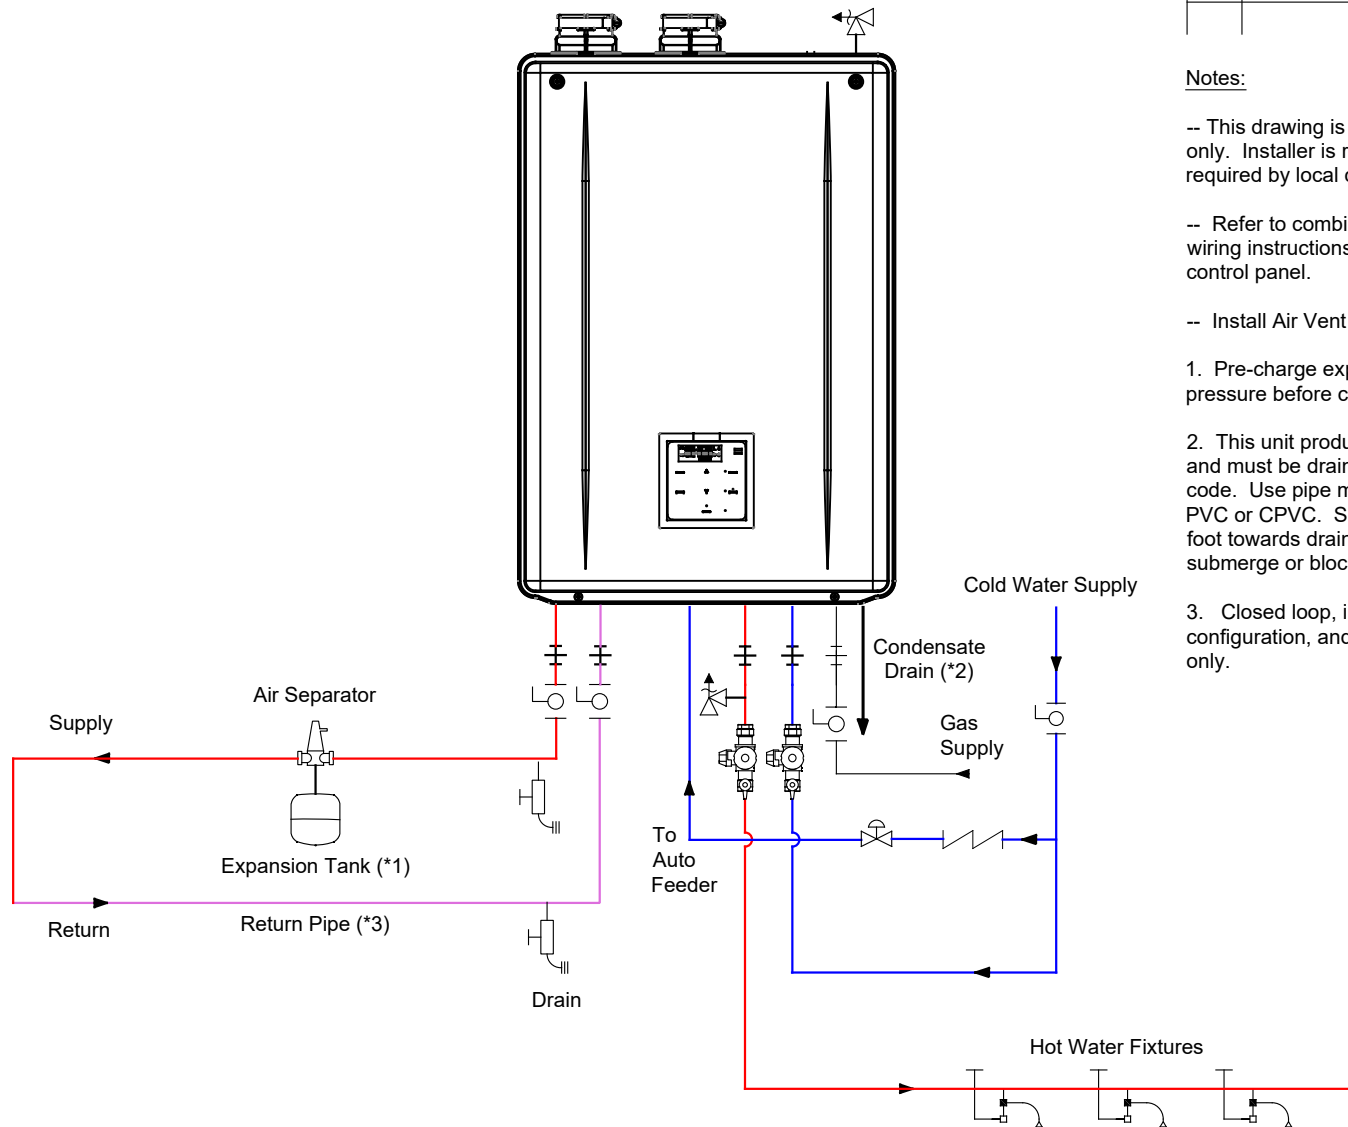 Notes:
-- This drawing is
only.  Installer is r
required by local c
--  Refer to combi
wiring instructions
control panel.
--  Install Air Vent
1.  Pre-charge exp
pressure before c
2.  This unit produ
and must be drain
code.  Use pipe m
PVC or CPVC.  S
foot towards drain
submerge or bloc
3.   Closed loop, i
configuration, and
only.
Cold Water Supply
Condensate
Drain (*2)
Gas
Supply
Air Separator
Supply
Expansion Tank (*1)
To
Auto
Feeder
Return
Return Pipe (*3)
Drain
Hot Water Fixtures